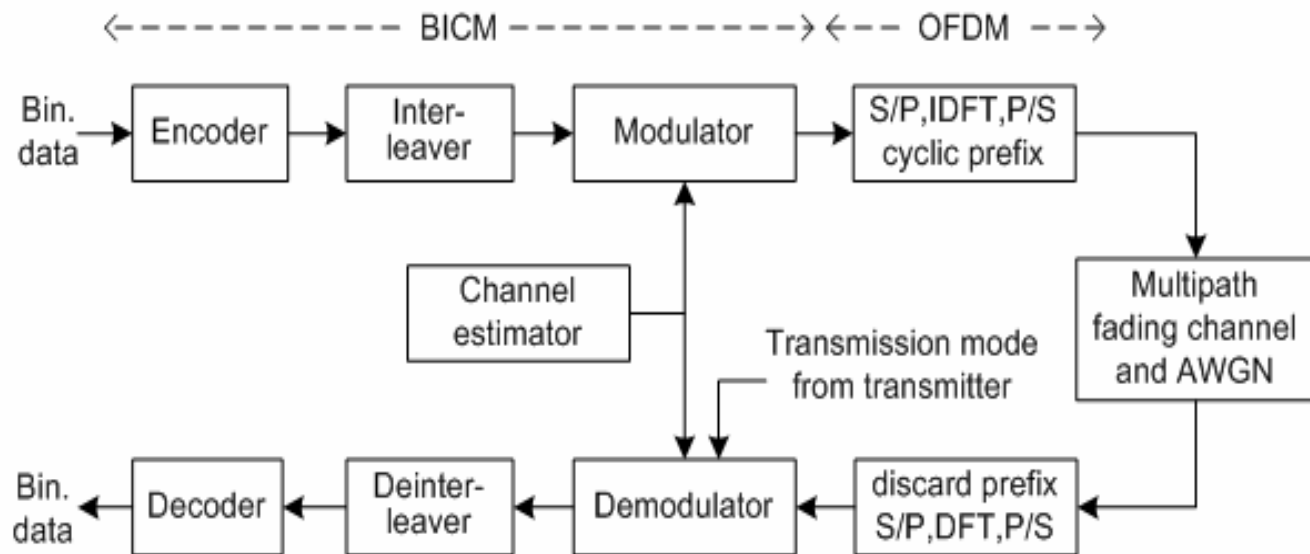 BICM
OFDM
Bin.
data
Encoder
Inter-
leaver
Modulator
S/P,IDFT,P/S
cyclic prefix
Channel
estimator
Multipath
fading channel
and AWGN
Transmission mode
from transmitter
Bin.
data
Decoder
Deinter-
leaver
Demodulator
discard prefix
S/P,DFT,P/S